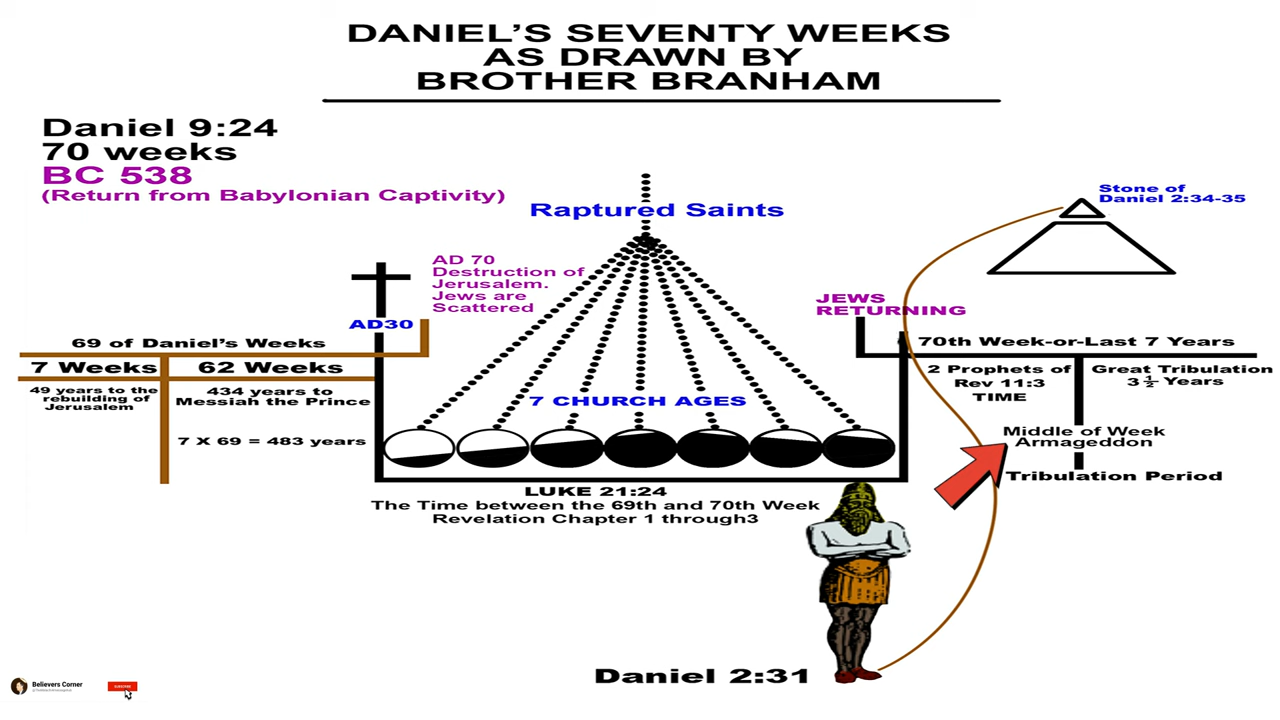 DANIEL'S SEVENTY WEEKS
AS DRAWN BY
BROTHER BRANHAM
Daniel 9:24
70 weeks
BC 538
(Return from Babylonian Captivity)
Raptured Saints
Stone of
Daniel 2:34-35
AD 70
Destruction of
Jerusalem.
Jews are
Scattered
AD30
JEWS
RETURNING
69 of Daniel's Weeks
70th Week-or-Last 7 Years
7 Weeks
62 Weeks
49 years to the
rebuilding of
Jerusalem
434 years to
Messiah the Prince
7 X 69 = 483 years
7 CHURCH AGES
2 Prophets of
Rev 11:3
TIME
Great Tribulation
3 ½ Years
Middle of Week
Armageddon
Tribulation Period
LUKE 21:24
The Time between the 69th and 70th Week
Revelation Chapter 1 through3
Daniel 2:31
Believers Corner
SUBSCRIBE